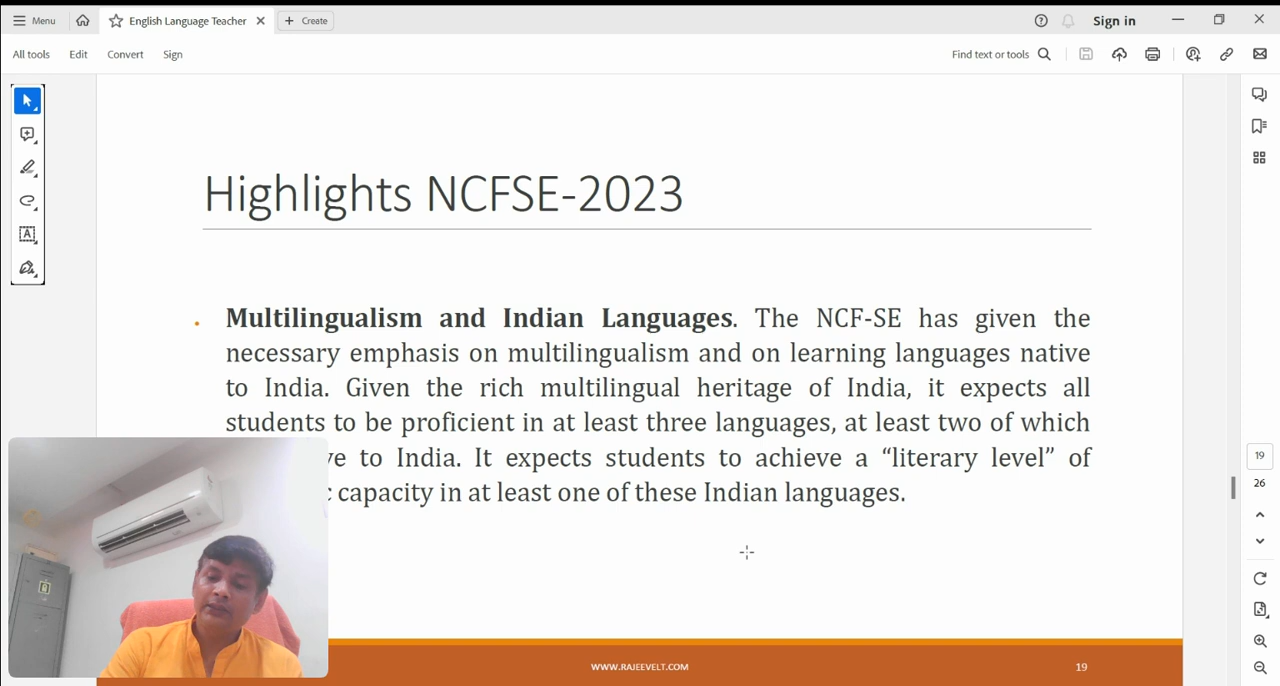 Menu
English Language Teacher
Create
Sign in
All tools
Edit
Convert
Sign
Find text or tools
Highlights NCFSE-2023
Multilingualism and Indian Languages. The NCF-SE has given the
necessary emphasis on multilingualism and on learning languages native
to India. Given the rich multilingual heritage of India, it expects all
students to be proficient in at least three languages, at least two of which
to India. It expects students to achieve a “literary level” of
capacity in at least one of these Indian languages.
19
26
WWW.RAJEEVELT.COM
19